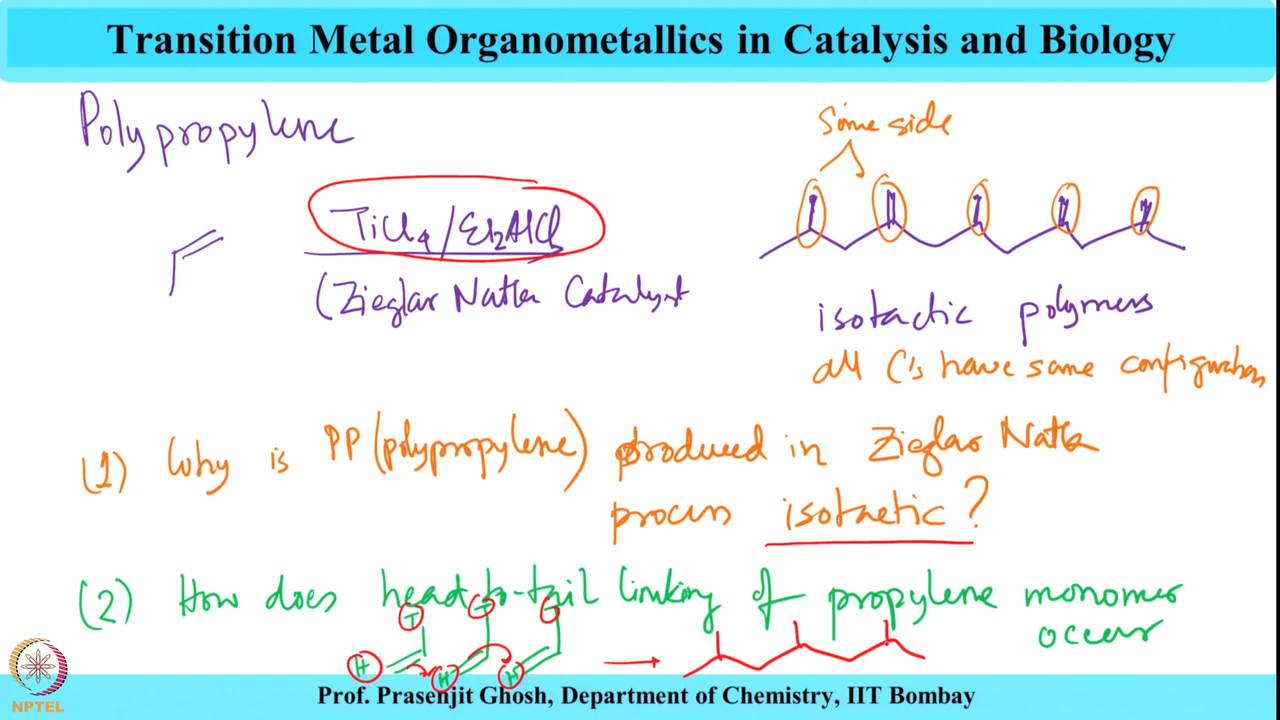 Transition Metal Organometallics in Catalysis and Biology
Polypropylene
Same side
TiCl4/Et2AlCl
(Zieglar Natta Catalyst
isotactic polymers
all C's have same configuration
(1) Why is PP (polypropylene) produced in Zieglar Natta
process isotactic?
(2) How does head-to-tail linking of propylene monomer
occur
T T T
H H H
Prof. Prasenjit Ghosh, Department of Chemistry, IIT Bombay
NPTEL